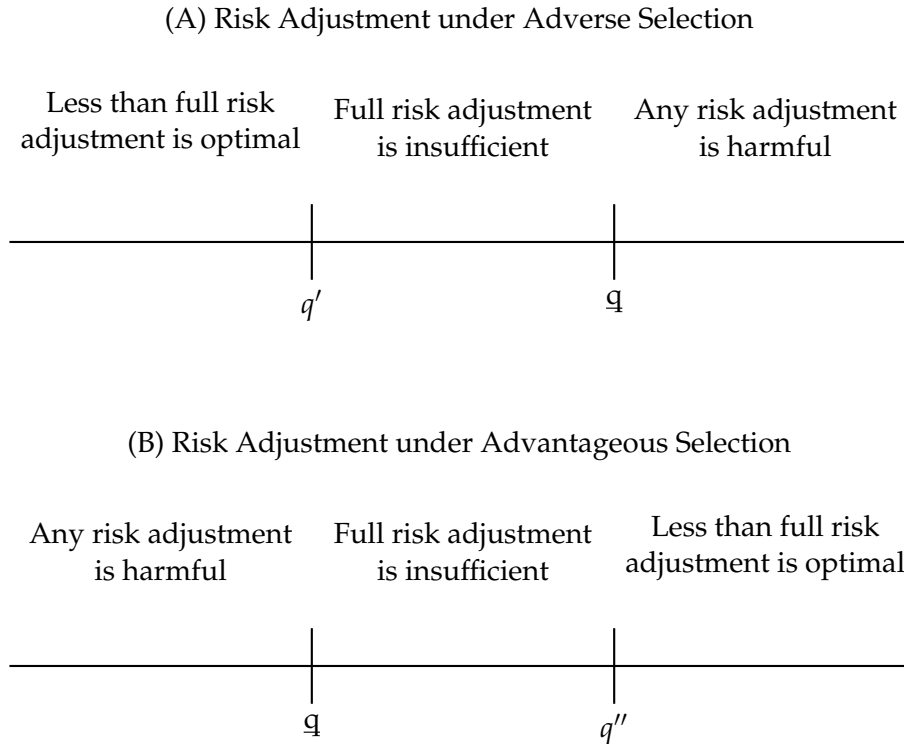 (A) Risk Adjustment under Adverse Selection
Less than full risk
adjustment is optimal
Full risk adjustment
is insufficient
Any risk adjustment
is harmful
q′
q̲
(B) Risk Adjustment under Advantageous Selection
Any risk adjustment
is harmful
Full risk adjustment
is insufficient
Less than full risk
adjustment is optimal
q̲
q′′